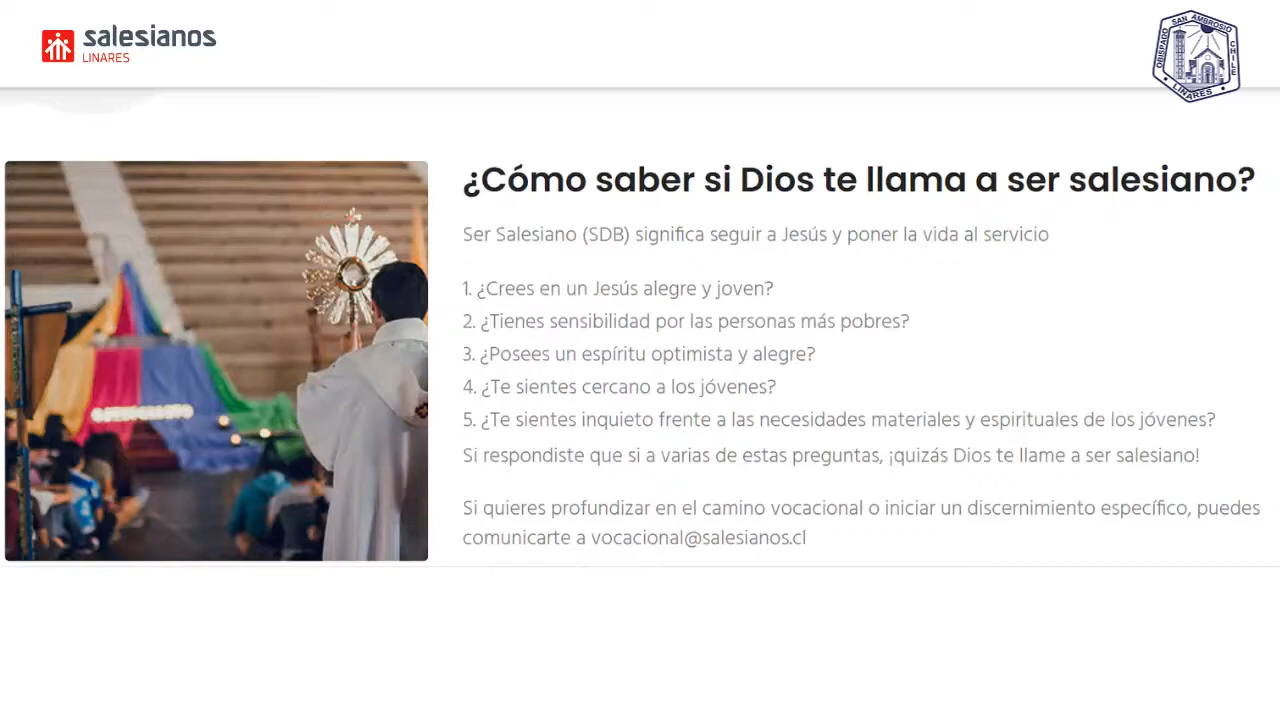 salesianos
LINARES
OBISPADO SAN AMBROSIO CHILE
LINARES
¿Cómo saber si Dios te llama a ser salesiano?
Ser Salesiano (SDB) significa seguir a Jesús y poner la vida al servicio
1. ¿Crees en un Jesús alegre y joven?
2. ¿Tienes sensibilidad por las personas más pobres?
3. ¿Posees un espíritu optimista y alegre?
4. ¿Te sientes cercano a los jóvenes?
5. ¿Te sientes inquieto frente a las necesidades materiales y espirituales de los jóvenes?
Si respondiste que si a varias de estas preguntas, ¡quizás Dios te llame a ser salesiano!
Si quieres profundizar en el camino vocacional o iniciar un discernimiento específico, puedes
comunicarte a vocacional@salesianos.cl